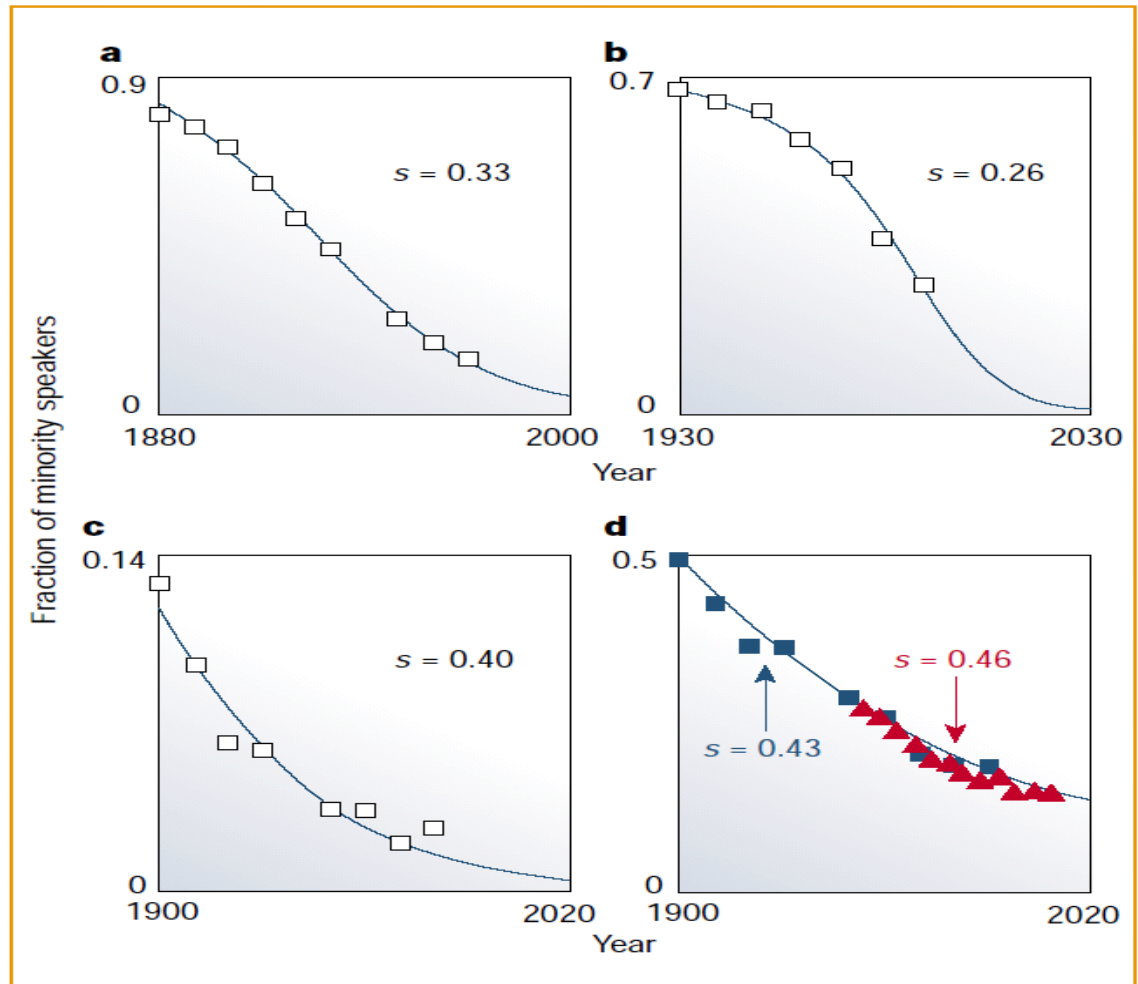 a
0.9
s = 0.33
0
1880
2000
Year
b
0.7
s = 0.26
0
1930
2030
Fraction of minority speakers
c
0.14
s = 0.40
0
1900
2020
Year
d
0.5
s = 0.46
s = 0.43
0
1900
2020